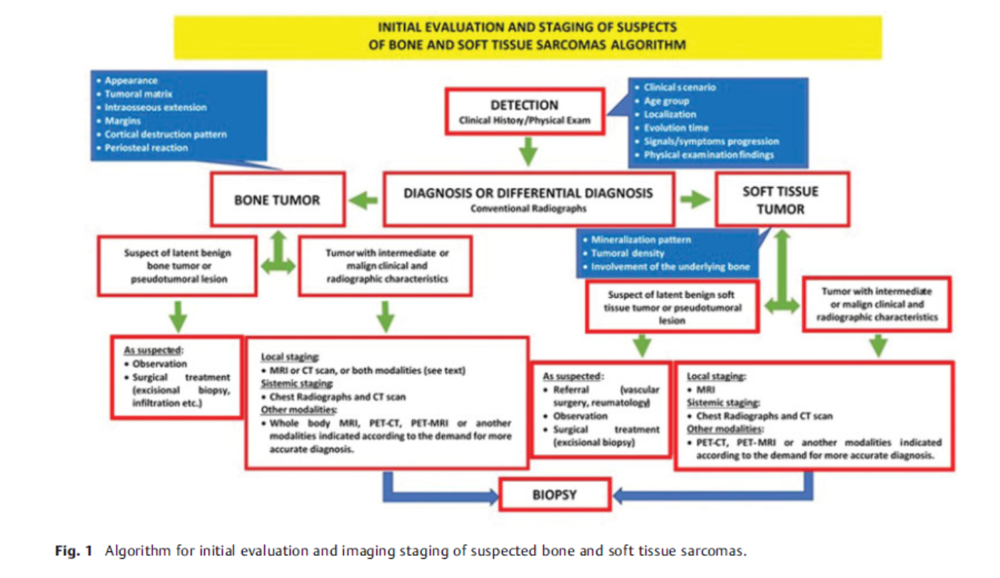 INITIAL EVALUATION AND STAGING OF SUSPECTS
OF BONE AND SOFT TISSUE SARCOMAS ALGORITHM
• Appearance
• Tumoral matrix
• Intraosseous extension
• Margins
• Cortical destruction pattern
• Periosteal reaction
DETECTION
Clinical History/Physical Exam
• Clinical scenario
• Age group
• Localization
• Evolution time
• Signals/symptoms progression
• Physical examination findings
BONE TUMOR
DIAGNOSIS OR DIFFERENTIAL DIAGNOSIS
Conventional Radiographs
SOFT TISSUE
TUMOR
• Mineralization pattern
• Tumoral density
• Involvement of the underlying bone
Suspect of latent benign
bone tumor or
pseudotumoral lesion
Tumor with intermediate or
malign clinical and
radiographic characteristics
Suspect of latent benign soft
tissue tumor or pseudotumoral
lesion
Tumor with intermediate
or malign clinical and
radiographic characteristics
As suspected:
• Observation
• Surgical treatment
(excisional biopsy,
infiltration etc.)
Local staging:
• MRI or CT scan, or both modalities (see text)
Sistemic staging:
• Chest Radiographs and CT scan
Other modalities:
• Whole body MRI, PET-CT, PET-MRI or another
modalities indicated according to the demand for more
accurate diagnosis.
As suspected:
• Referral (vascular
surgery, reumatology)
• Observation
• Surgical treatment
(excisional biopsy)
Local staging:
• MRI
Sistemic staging:
• Chest Radiographs and CT scan
Other modalities:
• PET-CT, PET-MRI or another modalities indicated
according to the demand for more accurate diagnosis.
BIOPSY
Fig. 1 Algorithm for initial evaluation and imaging staging of suspected bone and soft tissue sarcomas.